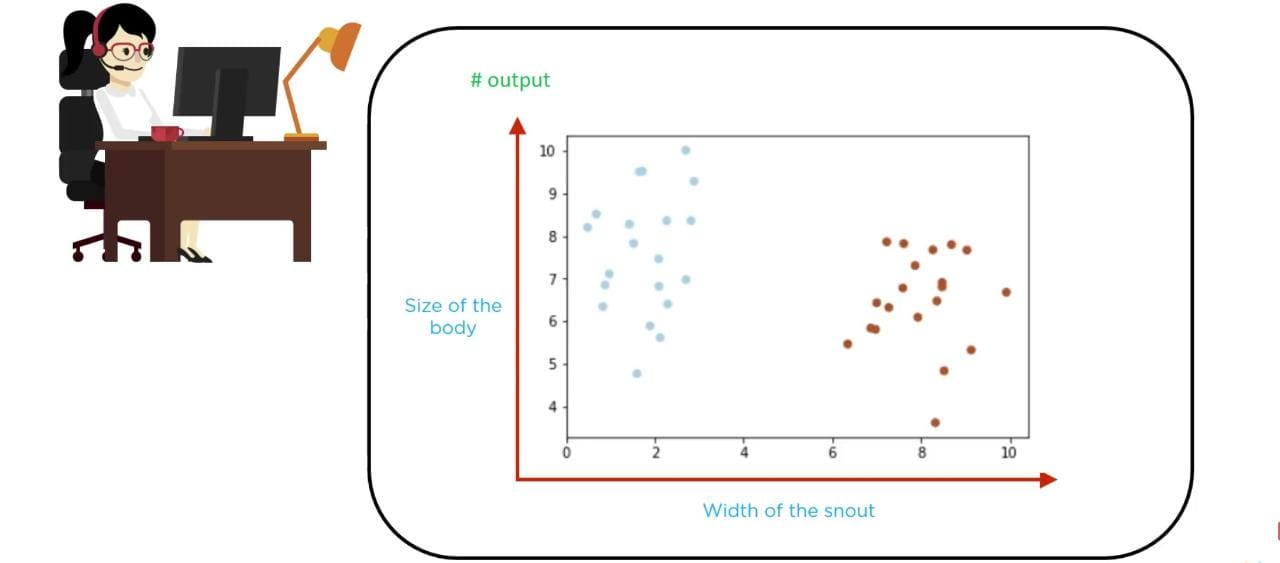 # output
10
9
8
7
6
5
4
Size of the
body
0 2 4 6 8 10
Width of the snout